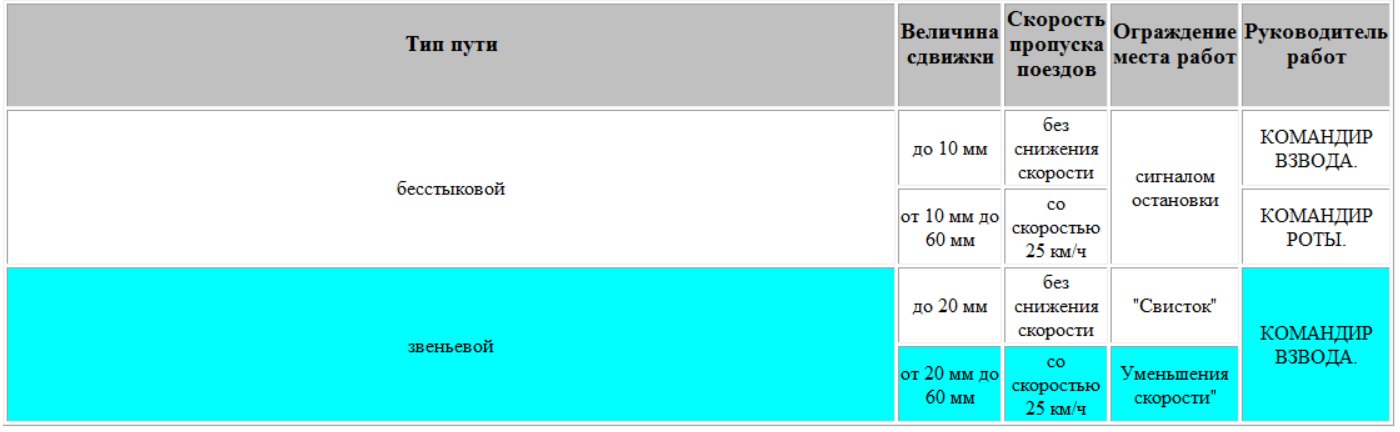 Тип пути
Величина
сдвижки
Скорость
пропуска
поездов
Ограждение
места работ
Руководитель
работ
бесстыковой
до 10 мм
без
снижения
скорости
сигналом
остановки
КОМАНДИР
ВЗВОДА.
от 10 мм до
60 мм
со
скоростью
25 км/ч
КОМАНДИР
РОТЫ.
звеньевой
до 20 мм
без
снижения
скорости
"Свисток"
КОМАНДИР
ВЗВОДА.
от 20 мм до
60 мм
со
скоростью
25 км/ч
Уменьшения
скорости"